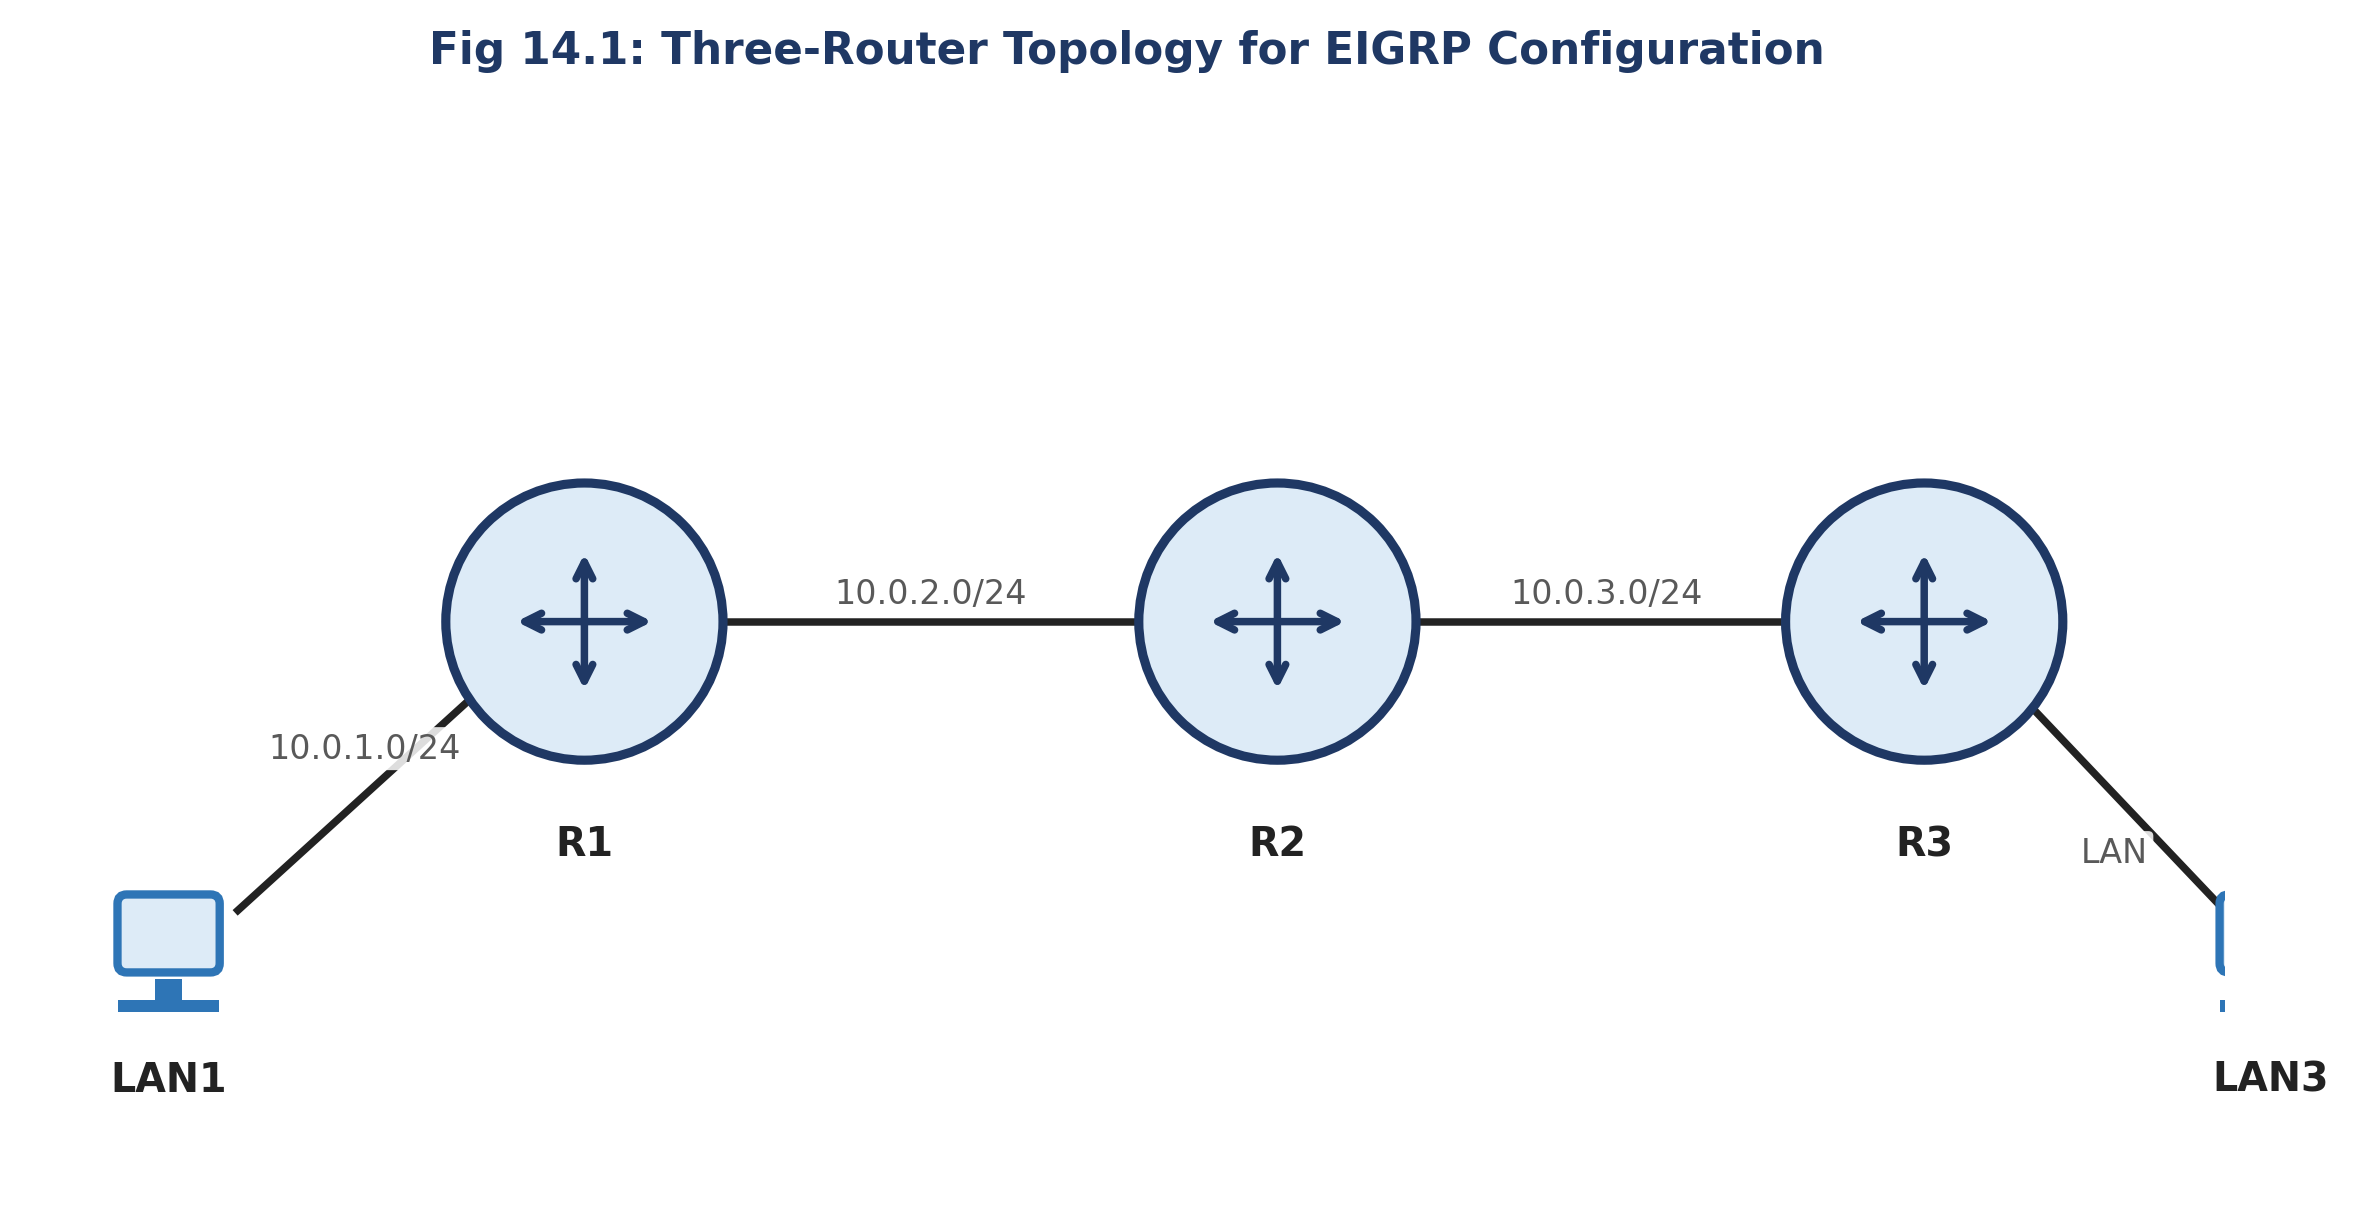 Fig 14.1: Three-Router Topology for EIGRP Configuration
10.0.2.0/24
10.0.3.0/24
10.0.1.0/24
R1
R2
R3
LAN
LAN1
LAN3